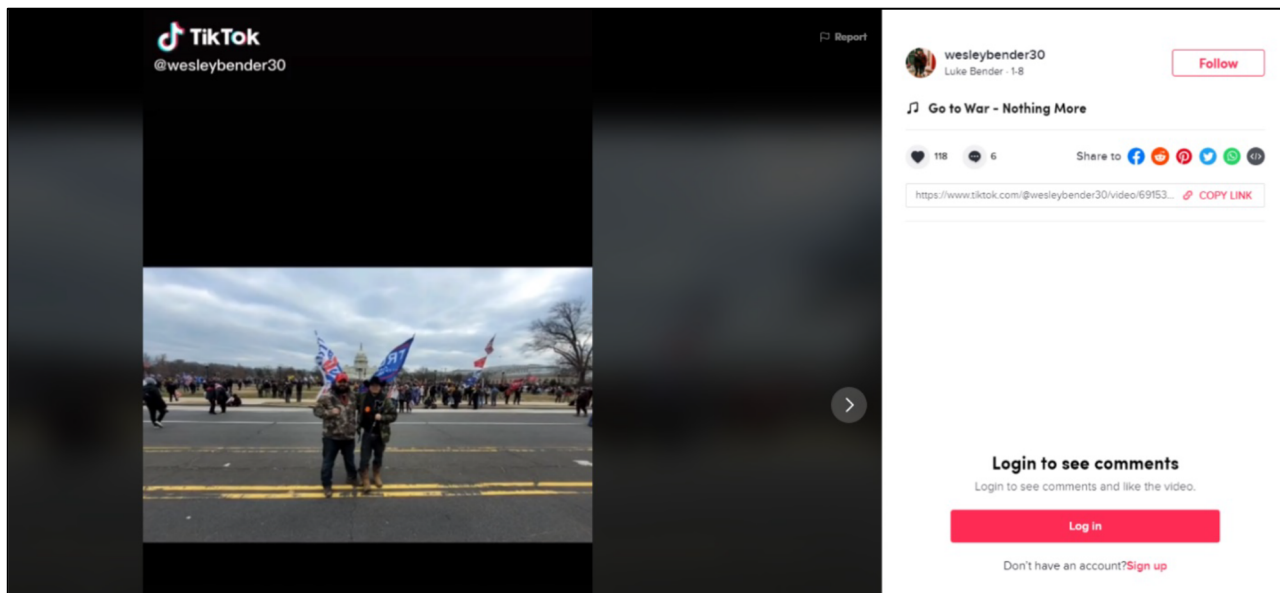 TikTok
@wesleybender30
Report
wesleybender30
Luke Bender · 1-8
Follow
Go to War - Nothing More
118
6
Share to
https://www.tiktok.com/@wesleybender30/video/69153...
COPY LINK
Login to see comments
Login to see comments and like the video.
Log in
Don't have an account?Sign up